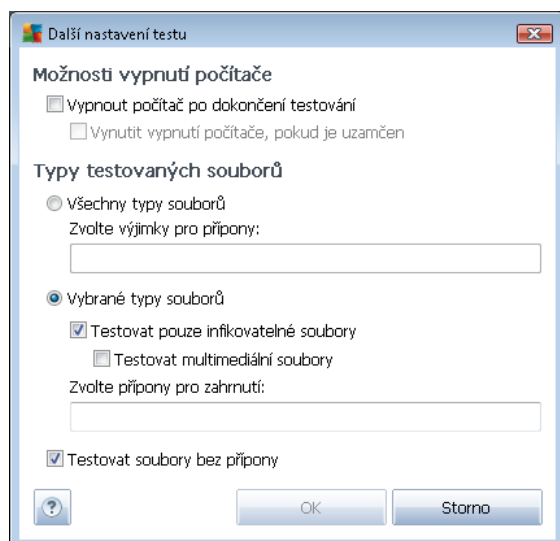 Další nastavení testu
Možnosti vypnutí počítače
Vypnout počítač po dokončení testování
Vynutit vypnutí počítače, pokud je uzamčen
Typy testovaných souborů
Všechny typy souborů
Zvolte výjimky pro přípony:
Vybrané typy souborů
Testovat pouze infikovatelné soubory
Testovat multimediální soubory
Zvolte přípony pro zahrnutí:
Testovat soubory bez přípony
?
OK
Storno